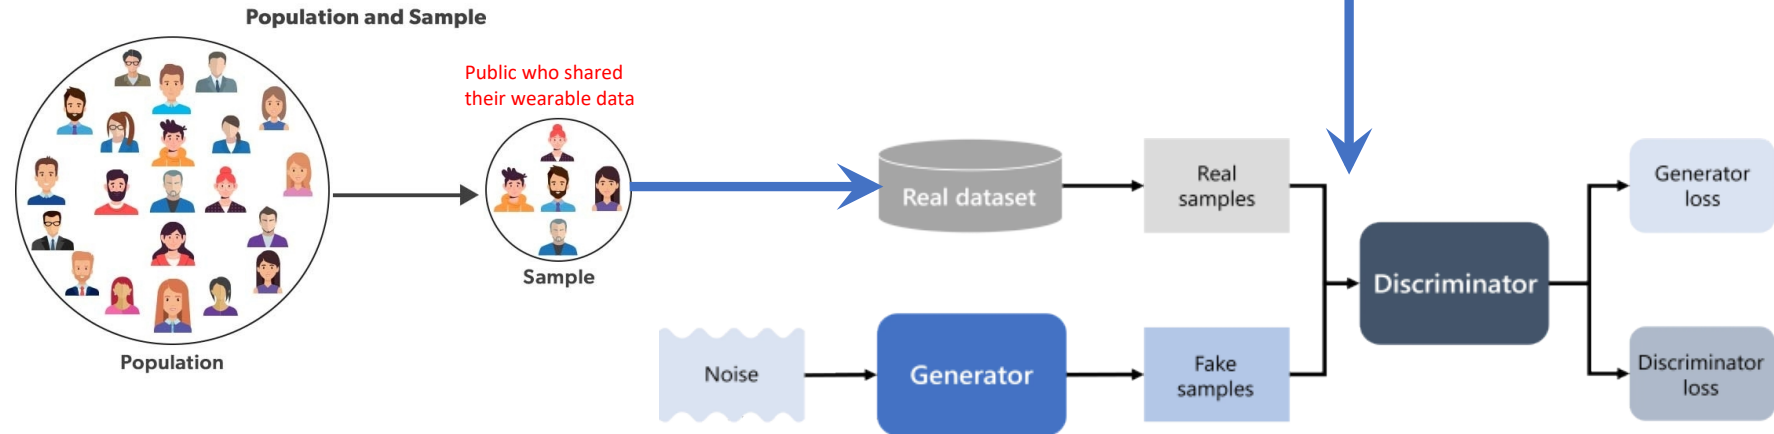 Population and Sample
Public who shared
their wearable data
Sample
Population
Real dataset
Real
samples
Generator
loss
Discriminator
Noise
Generator
Fake
samples
Discriminator
loss